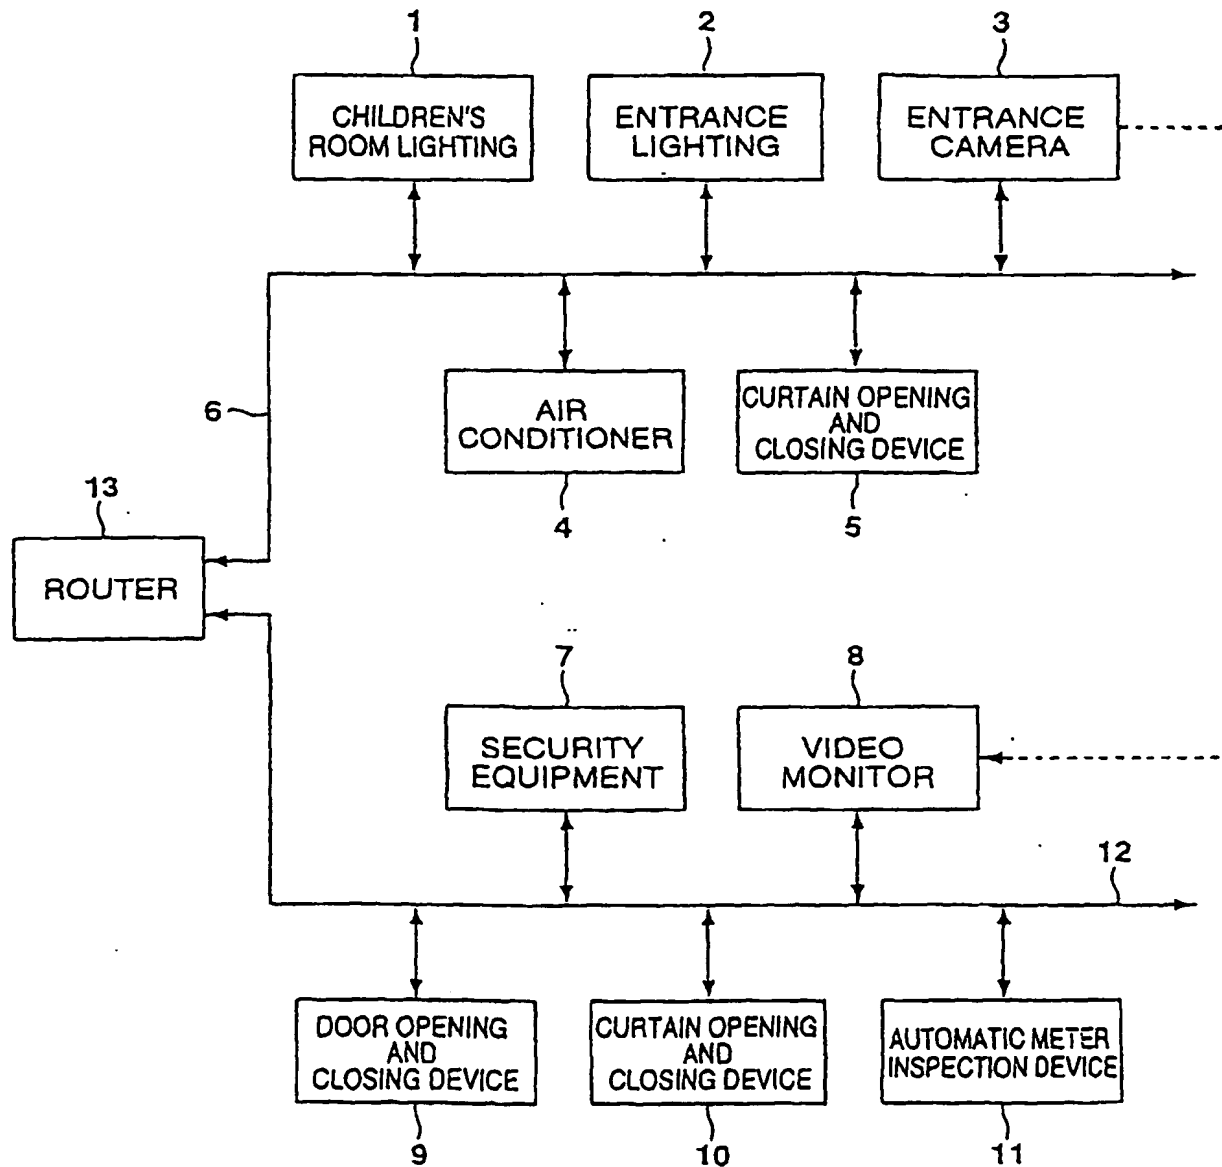 1
2
3
CHILDREN'S
ROOM LIGHTING
ENTRANCE
LIGHTING
ENTRANCE
CAMERA
6
AIR
CONDITIONER
CURTAIN OPENING
AND
CLOSING DEVICE
4
5
13
ROUTER
7
8
SECURITY
EQUIPMENT
VIDEO
MONITOR
12
DOOR OPENING
AND
CLOSING DEVICE
CURTAIN OPENING
AND
CLOSING DEVICE
AUTOMATIC METER
INSPECTION DEVICE
9
10
11